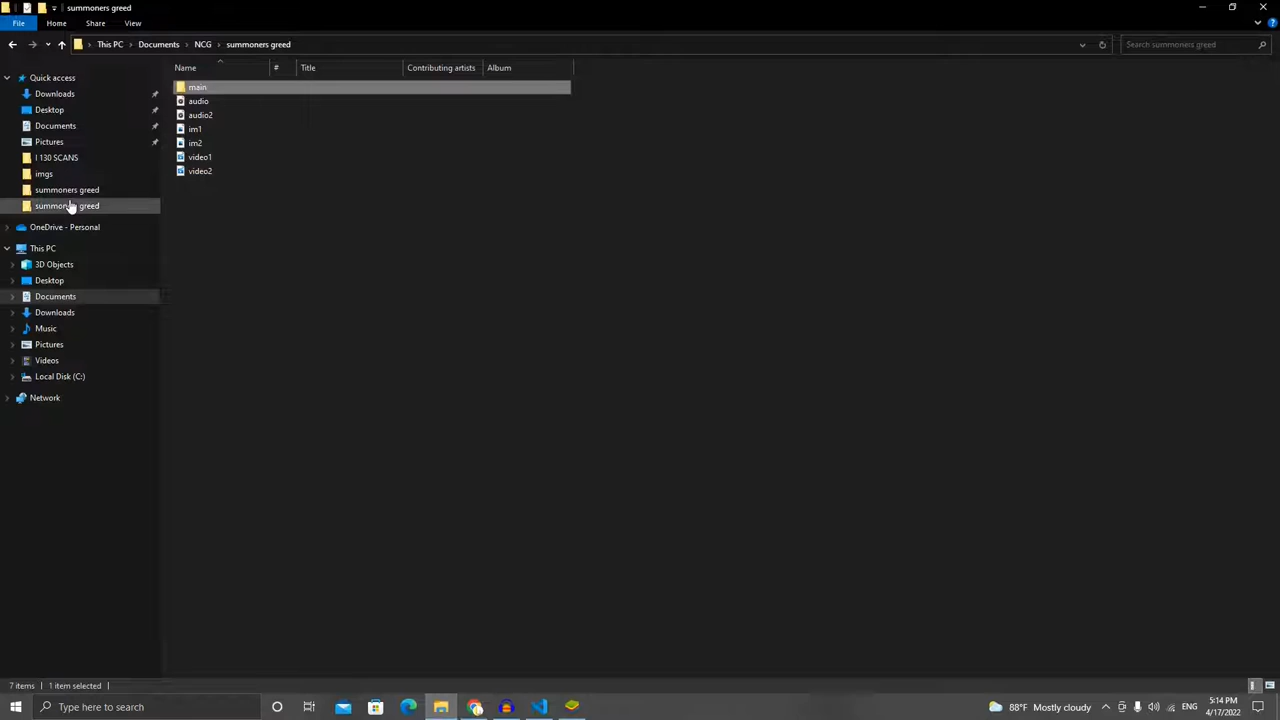 summoners greed
File Home Share View
This PC Documents NCG summoners greed
Search summoners greed
Name # Title Contributing artists Album
Quick access
Downloads
Desktop
Documents
Pictures
I 130 SCANS
imgs
summoners greed
summoners greed
OneDrive - Personal
This PC
3D Objects
Desktop
Documents
Downloads
Music
Pictures
Videos
Local Disk (C:)
Network
main
audio
audio2
im1
im2
video1
video2
7 items 1 item selected
Type here to search
88°F Mostly cloudy
ENG
5:14 PM
4/17/2022